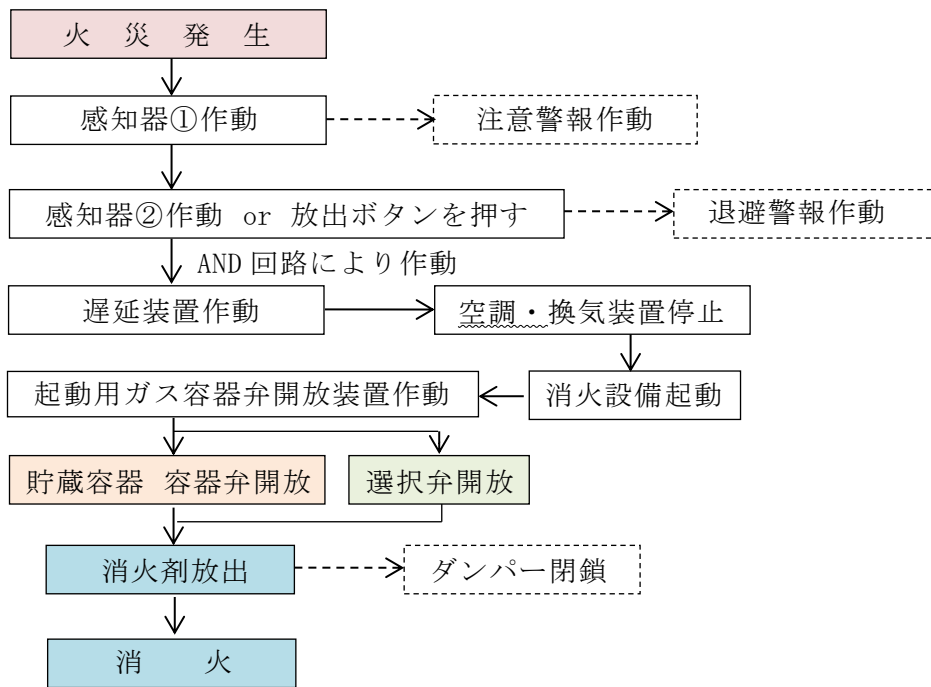 火 災 発 生
感知器①作動
注意警報作動
感知器②作動 or 放出ボタンを押す
退避警報作動
AND回路により作動
遅延装置作動
空調・換気装置停止
起動用ガス容器弁開放装置作動
消火設備起動
貯蔵容器 容器弁開放
選択弁開放
消火剤放出
ダンパー閉鎖
消 火